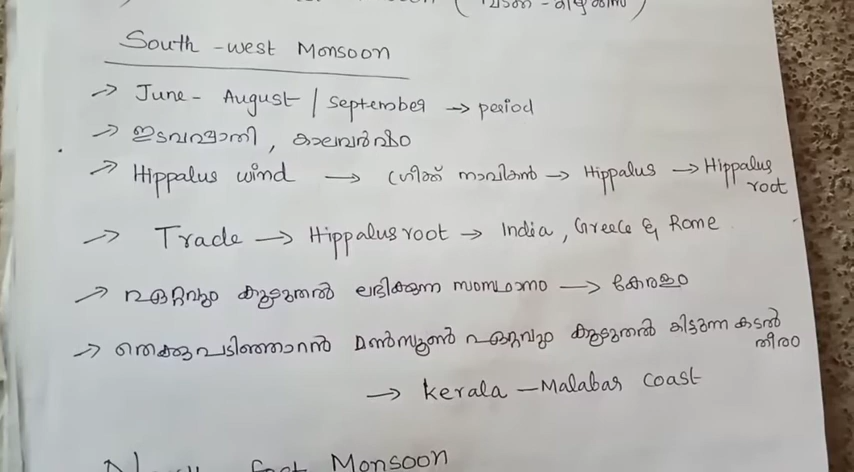 South-west Monsoon
→ June - August / September → period
→ ഇടവപ്പാതി, കാലവർഷം
→ Hippalus wind → ഗ്രീക്ക് നാവികൻ → Hippalus → Hippalus root
→ Trade → Hippalus root → India, Greece & Rome
→ ഏറ്റവും കൂടുതൽ ലഭിക്കുന്ന സംസ്ഥാനം → കേരളം
→ തെക്കുപടിഞ്ഞാറൻ മൺസൂൺ ഏറ്റവും കൂടുതൽ കിട്ടുന്ന കടൽ തീരം
→ Kerala - Malabar Coast
East Monsoon